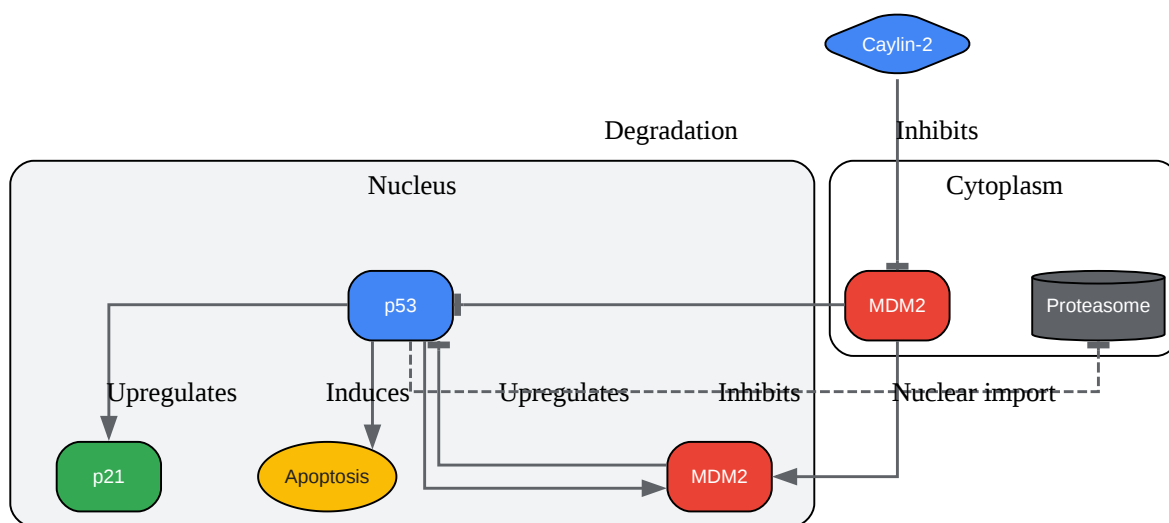 Caylin-2
Degradation
Inhibits
Nucleus
Cytoplasm
p53
MDM2
Proteasome
Upregulates
Induces
Upregulates
Inhibits
Nuclear import
p21
Apoptosis
MDM2